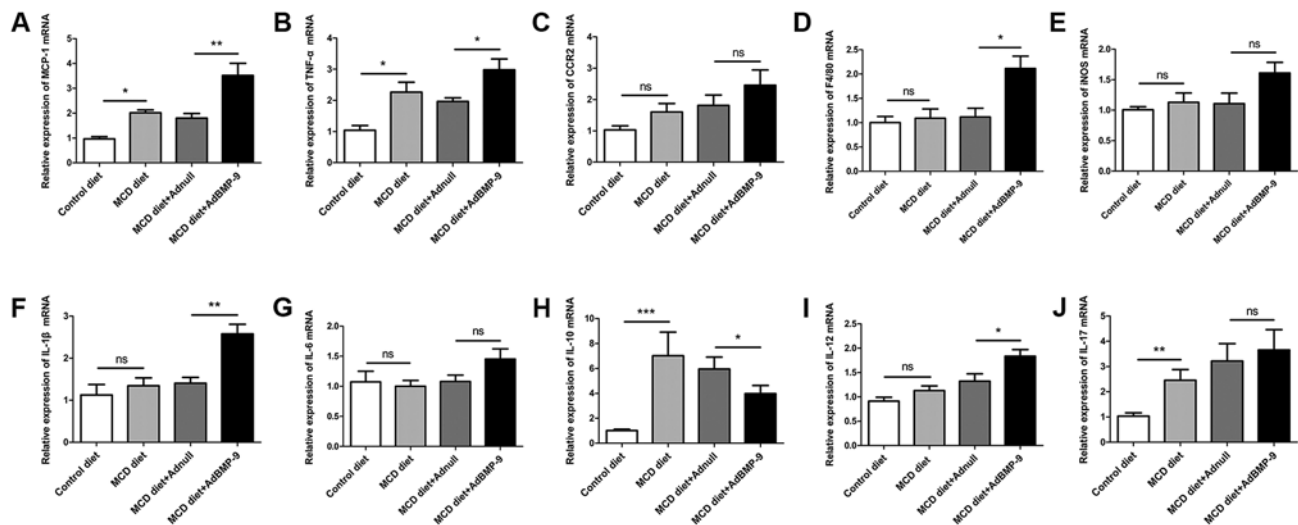 A
Relative expression of MCP-1 mRNA
5
4
3
2
1
0
*
**
Control diet
MCD diet
MCD diet+Adnull
MCD diet+AdBMP-9
B
Relative expression of TNF-α mRNA
4
3
2
1
0
*
*
Control diet
MCD diet
MCD diet+Adnull
MCD diet+AdBMP-9
C
Relative expression of CCR2 mRNA
4
3
2
1
0
ns
ns
Control diet
MCD diet
MCD diet+Adnull
MCD diet+AdBMP-9
D
Relative expression of F4/80 mRNA
2.5
2.0
1.5
1.0
0.5
0.0
ns
*
Control diet
MCD diet
MCD diet+Adnull
MCD diet+AdBMP-9
E
Relative expression of iNOS mRNA
2.0
1.5
1.0
0.5
0.0
ns
ns
Control diet
MCD diet
MCD diet+Adnull
MCD diet+AdBMP-9
F
Relative expression of IL-1β mRNA
3
2
1
0
ns
**
Control diet
MCD diet
MCD diet+Adnull
MCD diet+AdBMP-9
G
Relative expression of IL-6 mRNA
2.0
1.5
1.0
0.5
0.0
ns
ns
Control diet
MCD diet
MCD diet+Adnull
MCD diet+AdBMP-9
H
Relative expression of IL-10 mRNA
10
8
6
4
2
0
***
*
Control diet
MCD diet
MCD diet+Adnull
MCD diet+AdBMP-9
I
Relative expression of IL-12 mRNA
2.5
2.0
1.5
1.0
0.5
0.0
ns
*
Control diet
MCD diet
MCD diet+Adnull
MCD diet+AdBMP-9
J
Relative expression of IL-17 mRNA
5
4
3
2
1
0
**
ns
Control diet
MCD diet
MCD diet+Adnull
MCD diet+AdBMP-9